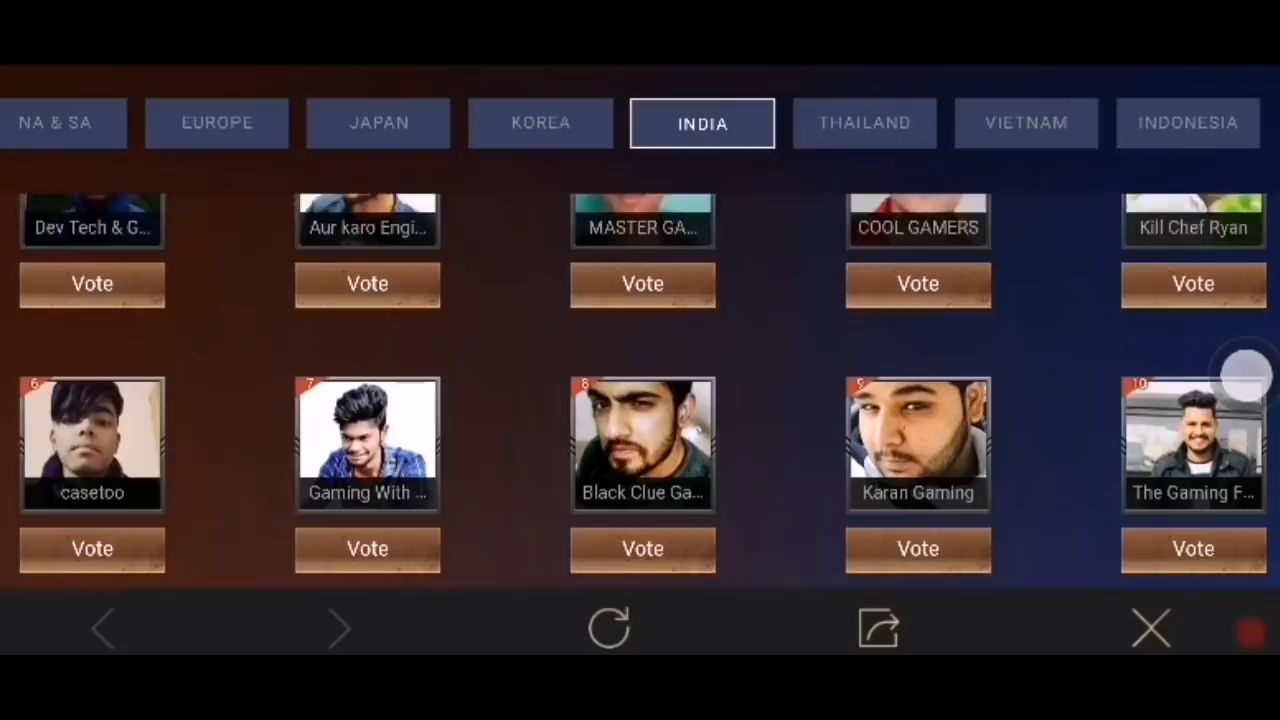 NA & SA
EUROPE
JAPAN
KOREA
INDIA
THAILAND
VIETNAM
INDONESIA
Dev Tech & G...
Aur karo Engi...
MASTER GA...
COOL GAMERS
Kill Chef Ryan
Vote
Vote
Vote
Vote
Vote
6
7
8
9
10
casetoo
Gaming With ...
Black Clue Ga...
Karan Gaming
The Gaming F...
Vote
Vote
Vote
Vote
Vote